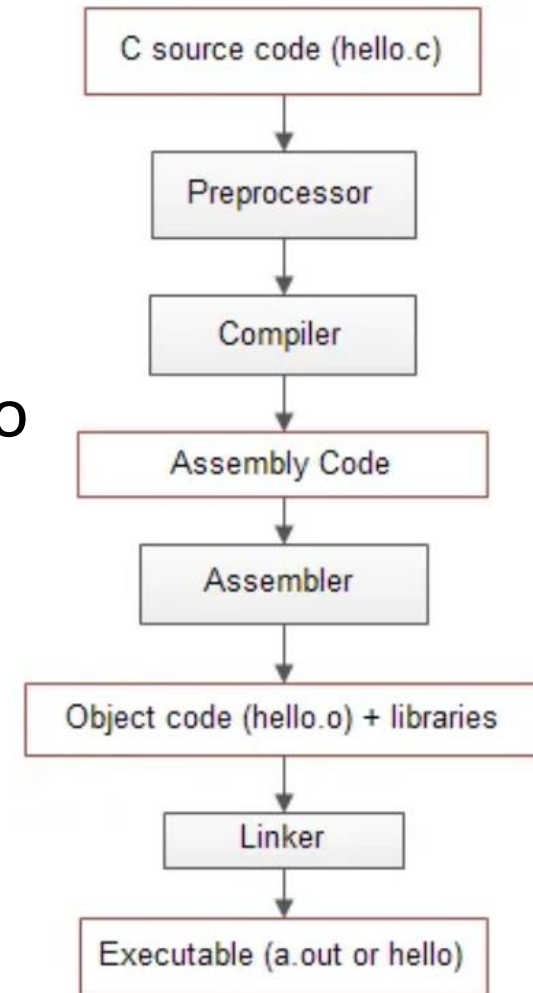 C source code (hello.c)
Preprocessor
Compiler
o
Assembly Code
Assembler
Object code (hello.o) + libraries
Linker
Executable (a.out or hello)